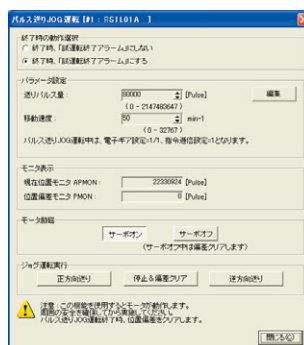 パルス送りJOG運転 [#1 : RS1L01A ]
終了時の動作選択
終了時、「試運転終了アラーム」にしない
終了時、「試運転終了アラーム」にする
パラメータ設定
送りパルス量: 80000 [Pulse] 編集
(0 - 2147483647)
移動速度: 50 min-1
(0 - 32767)
パルス送りJOG運転中は、電子ギア設定=1/1、指令逓倍設定=1となります。
モニタ表示
現在位置モニタ APMON: 22330924 [Pulse]
位置偏差モニタ PMON: 0 [Pulse]
モータ励磁
サーボオン サーボオフ
(サーボオフ中は偏差クリアします)
ジョグ運転実行
正方向送り 停止&偏差クリア 逆方向送り
注意:この機能を使用するとモータが動作します。
周囲の安全を確保してから実施してください。
パルス送りJOG運転終了時、位置偏差をクリアします。
閉じる(C)